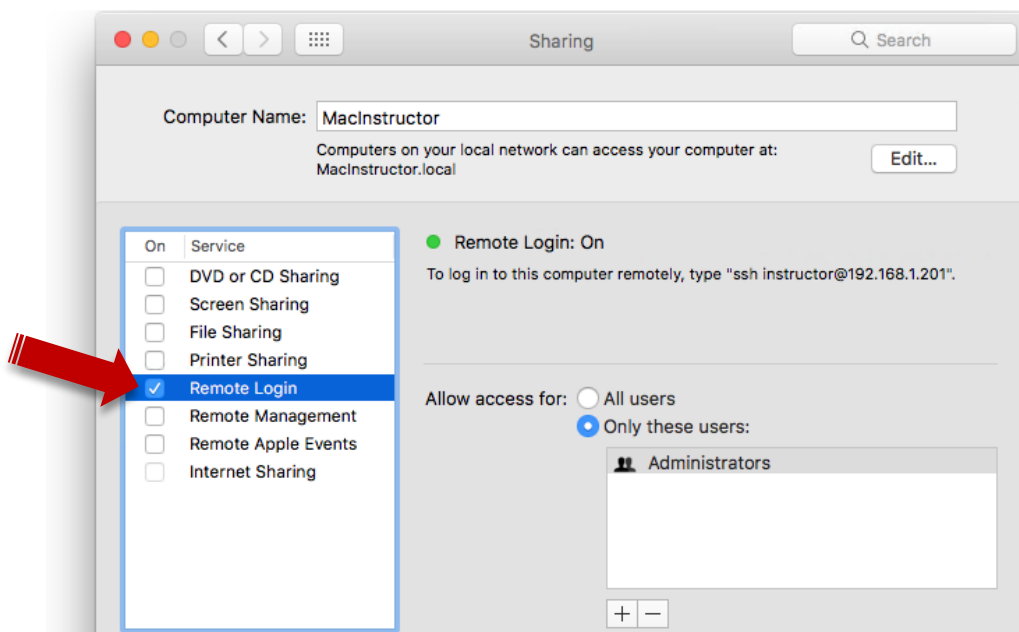 Sharing
Search
Computer Name: MacInstructor
Computers on your local network can access your computer at:
MacInstructor.local
Edit...
On Service
DVD or CD Sharing
Screen Sharing
File Sharing
Printer Sharing
Remote Login
Remote Management
Remote Apple Events
Internet Sharing
Remote Login: On
To log in to this computer remotely, type "ssh instructor@192.168.1.201".
Allow access for: All users
Only these users:
Administrators